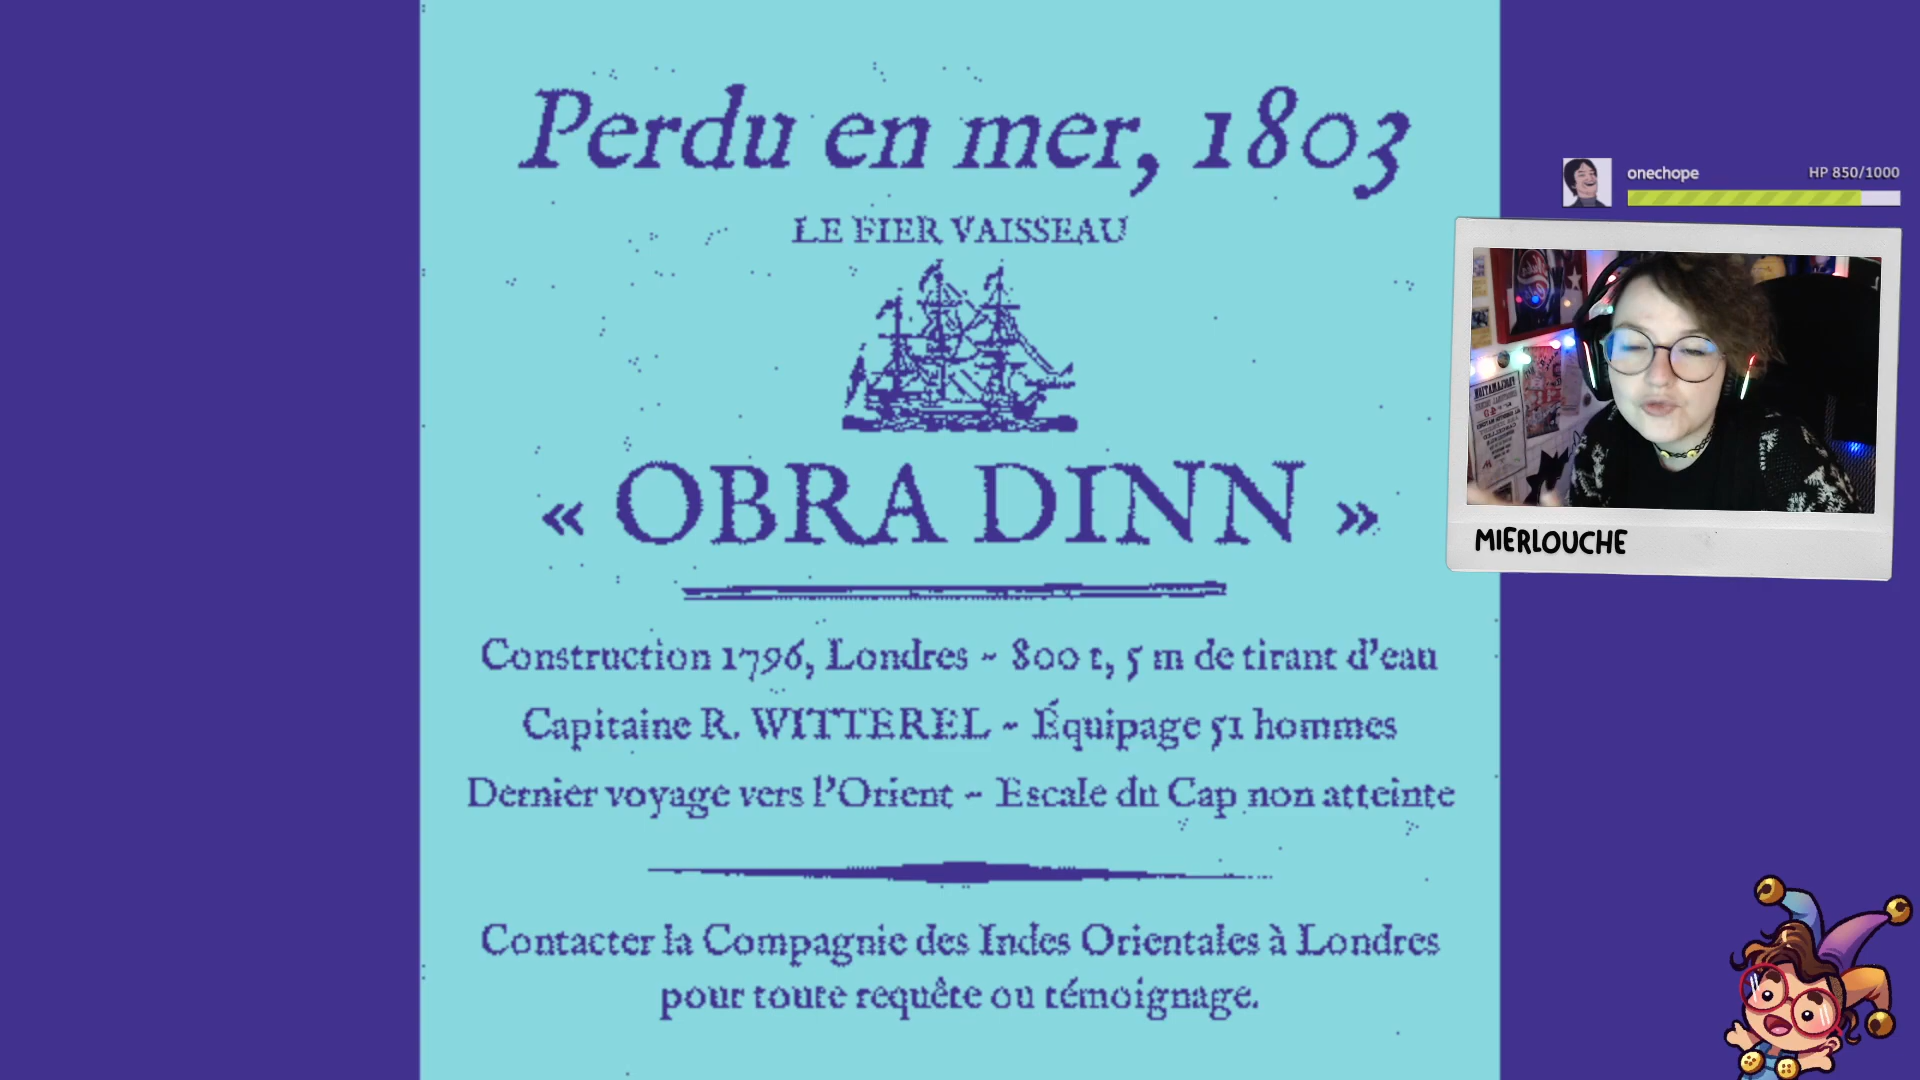 Perdu en mer, 1803
LE FIER VAISSEAU
« OBRA DINN »
Construction 1796, Londres ~ 800 t, 5 m de tirant d'eau
Capitaine R. WITTEREL ~ Équipage 51 hommes
Dernier voyage vers l'Orient ~ Escale du Cap non atteinte
Contacter la Compagnie des Indes Orientales à Londres
pour toute requête ou témoignage.
onechope
HP 850/1000
MIERLOUCHE